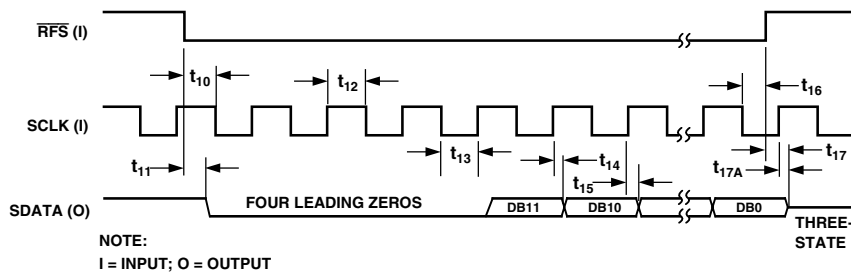 RFS (I)
t10
t12
t16
SCLK (I)
t11
t13
t14
t15
t17
t17A
SDATA (O)
FOUR LEADING ZEROS
DB11
DB10
DB0
THREE-
STATE
NOTE:
I = INPUT; O = OUTPUT